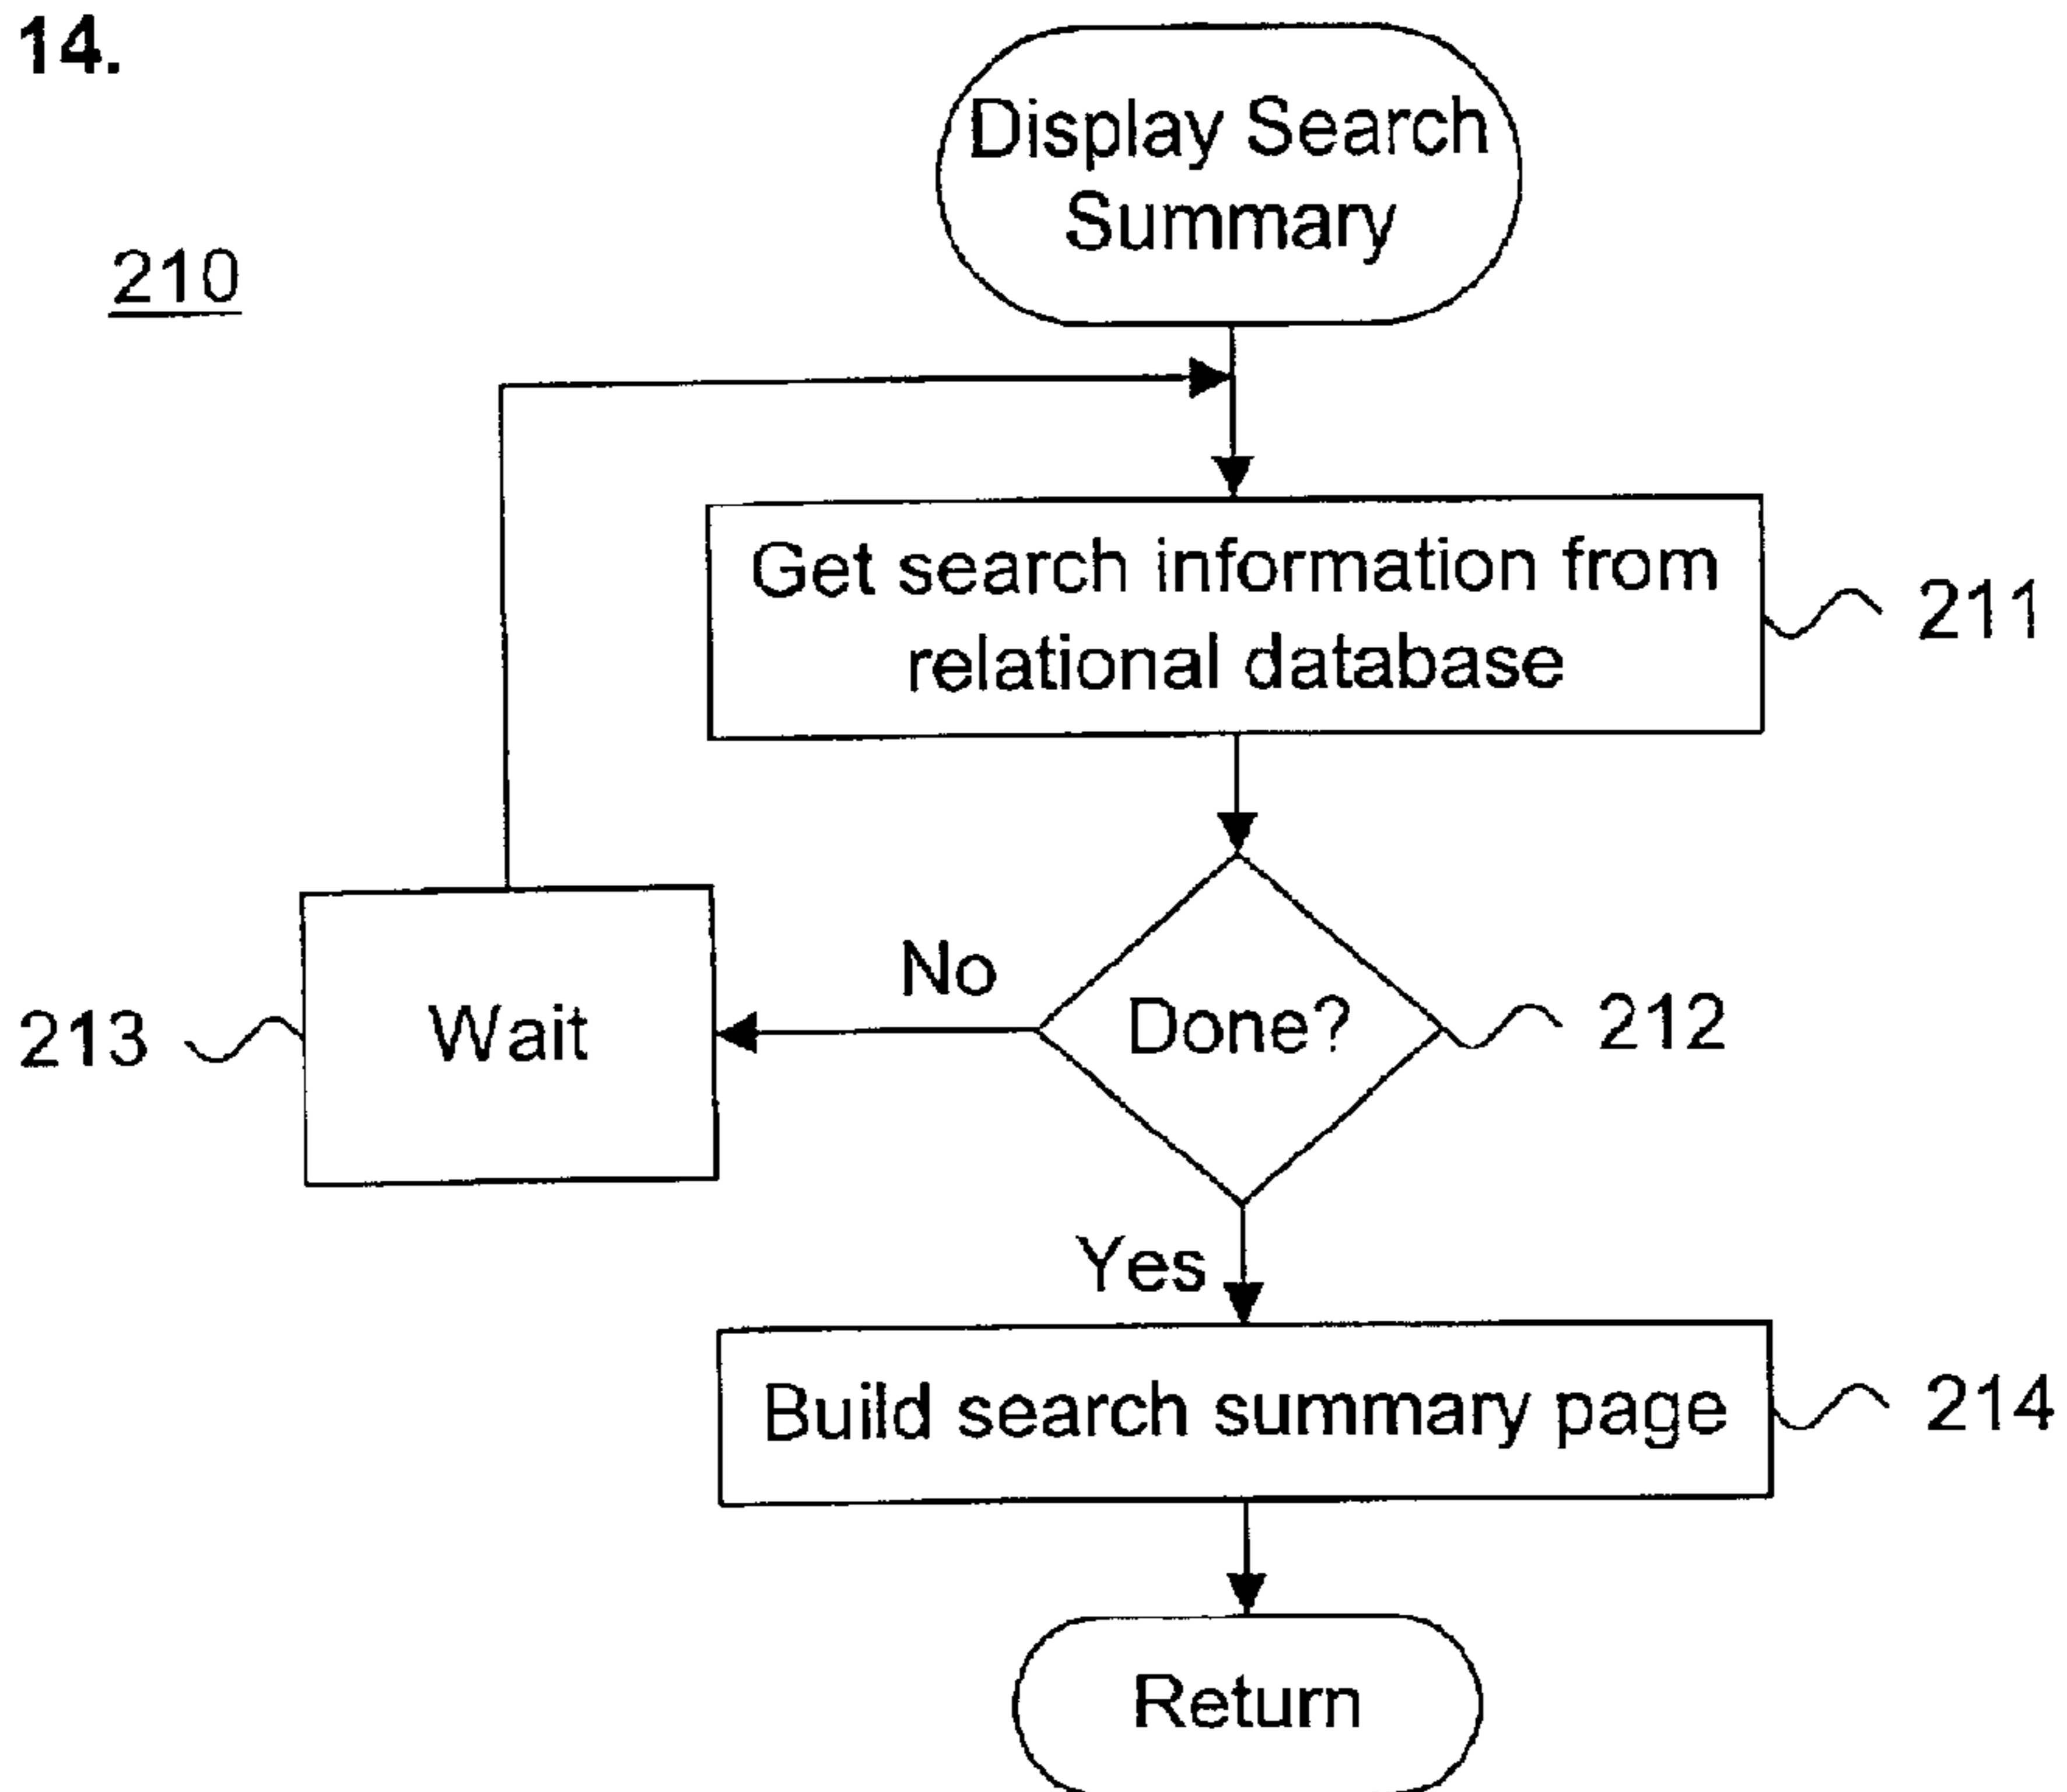 14.
Display Search
Summary
210
Get search information from
relational database
211
No
Done?
212
213
Wait
Yes
Build search summary page
214
Return